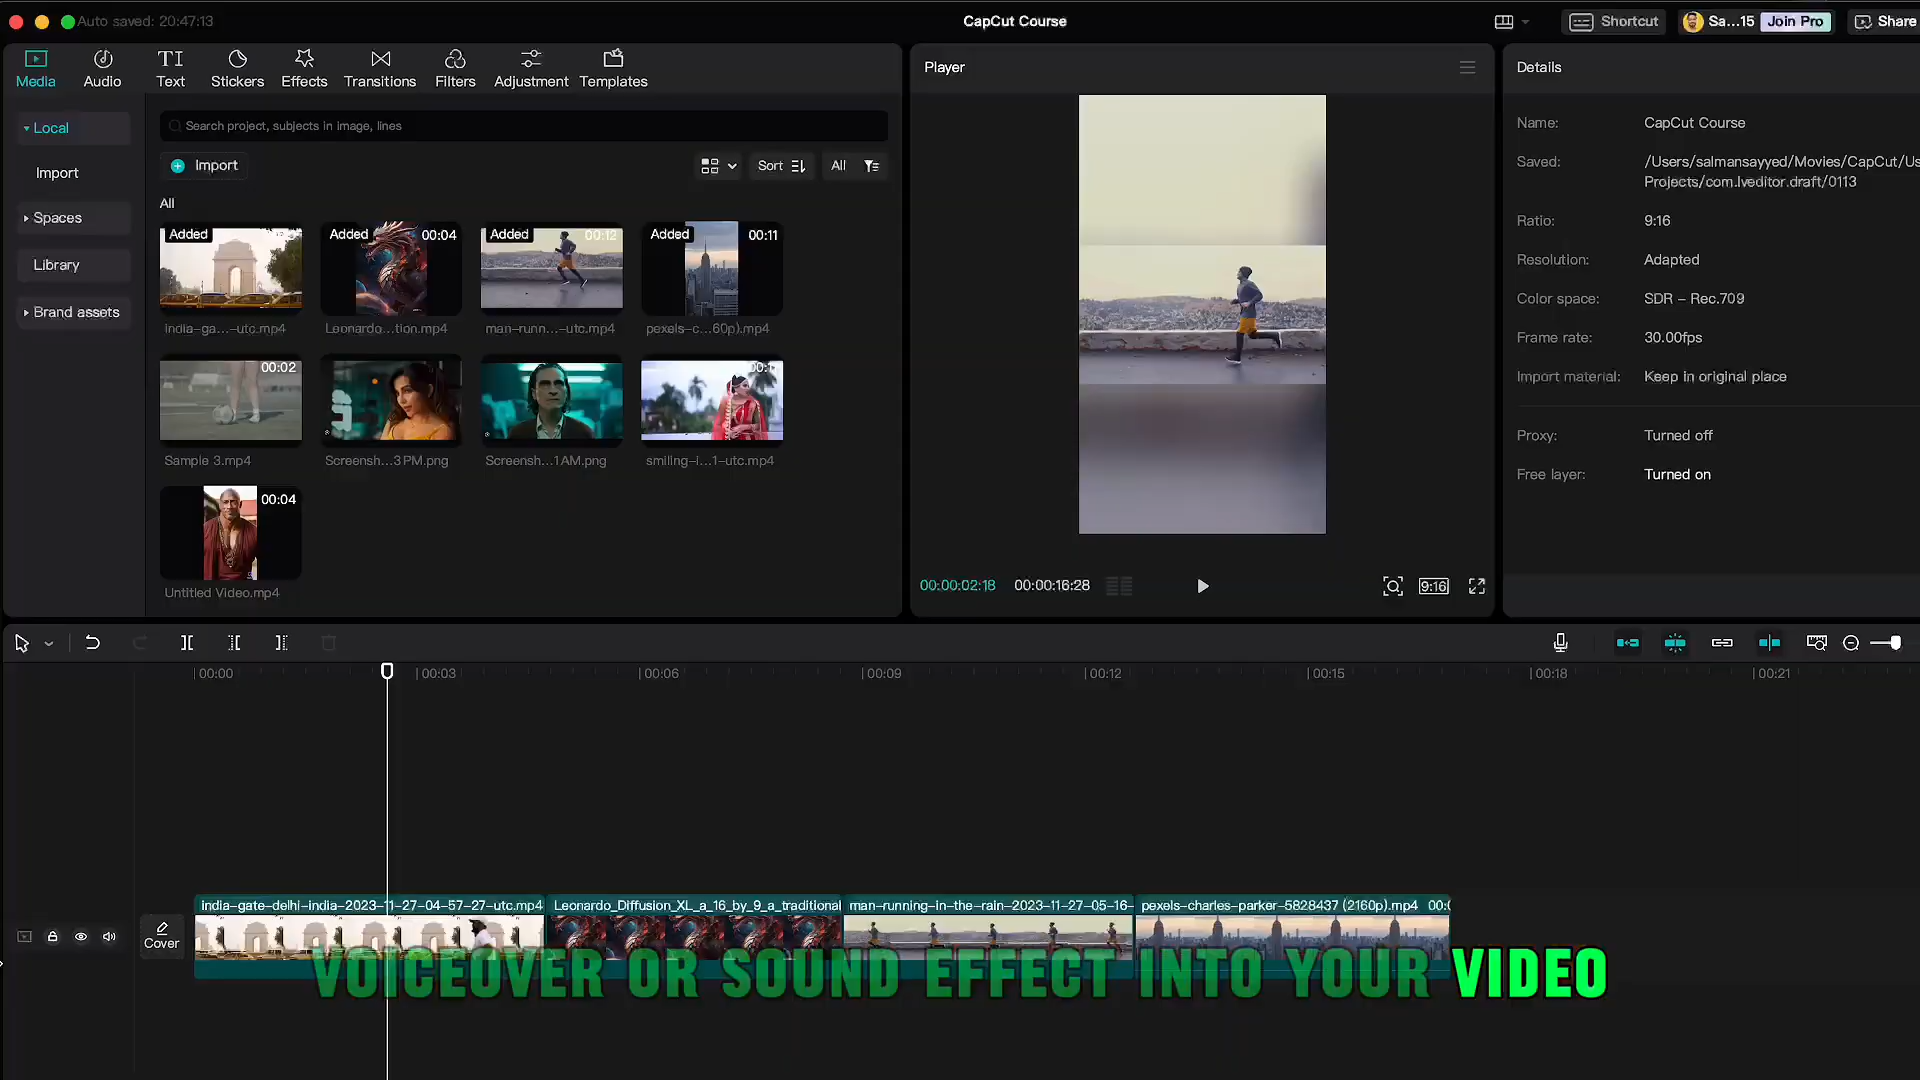 Auto saved: 20:47:13
CapCut Course
Shortcut
Sa...15
Join Pro
Share
Media
Audio
Text
Stickers
Effects
Transitions
Filters
Adjustment
Templates
Local
Import
Spaces
Library
Brand assets
Search project, subjects in image, lines
Import
Sort
All
All
Added
Added 00:04
Added 00:12
Added 00:11
india-ga...-utc.mp4
Leonardo...tion.mp4
man-runn...-utc.mp4
pexels-c...60p).mp4
00:02
Sample 3.mp4
Screensh...3 PM.png
Screensh...1 AM.png
smiling-i...1-utc.mp4
00:04
Untitled Video.mp4
Player
00:00:02:18
00:00:16:28
9:16
Details
Name: CapCut Course
Saved: /Users/salmansayyed/Movies/CapCut/Us
Projects/com.lveditor.draft/0113
Ratio: 9:16
Resolution: Adapted
Color space: SDR – Rec.709
Frame rate: 30.00fps
Import material: Keep in original place
Proxy: Turned off
Free layer: Turned on
00:00
00:03
00:06
00:09
00:12
00:15
00:18
00:21
Cover
india-gate-delhi-india-2023-11-27-04-57-27-utc.mp4
Leonardo_Diffusion_XL_a_16_by_9_a_traditional
man-running-in-the-rain-2023-11-27-05-16-
pexels-charles-parker-5828437 (2160p).mp4 00:0
VOICEOVER OR SOUND EFFECT INTO YOUR VIDEO